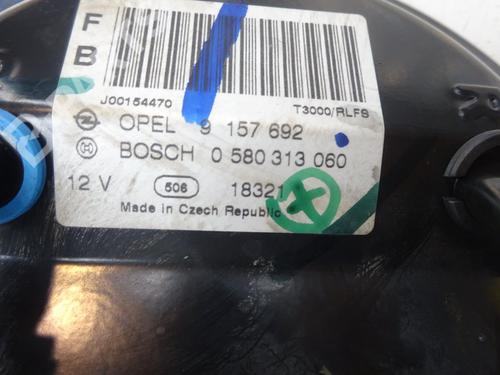 F
B
J00154470 T3000/RLFS
OPEL 9 157 692
BOSCH 0 580 313 060
12 V 506 18321
Made in Czech Republic